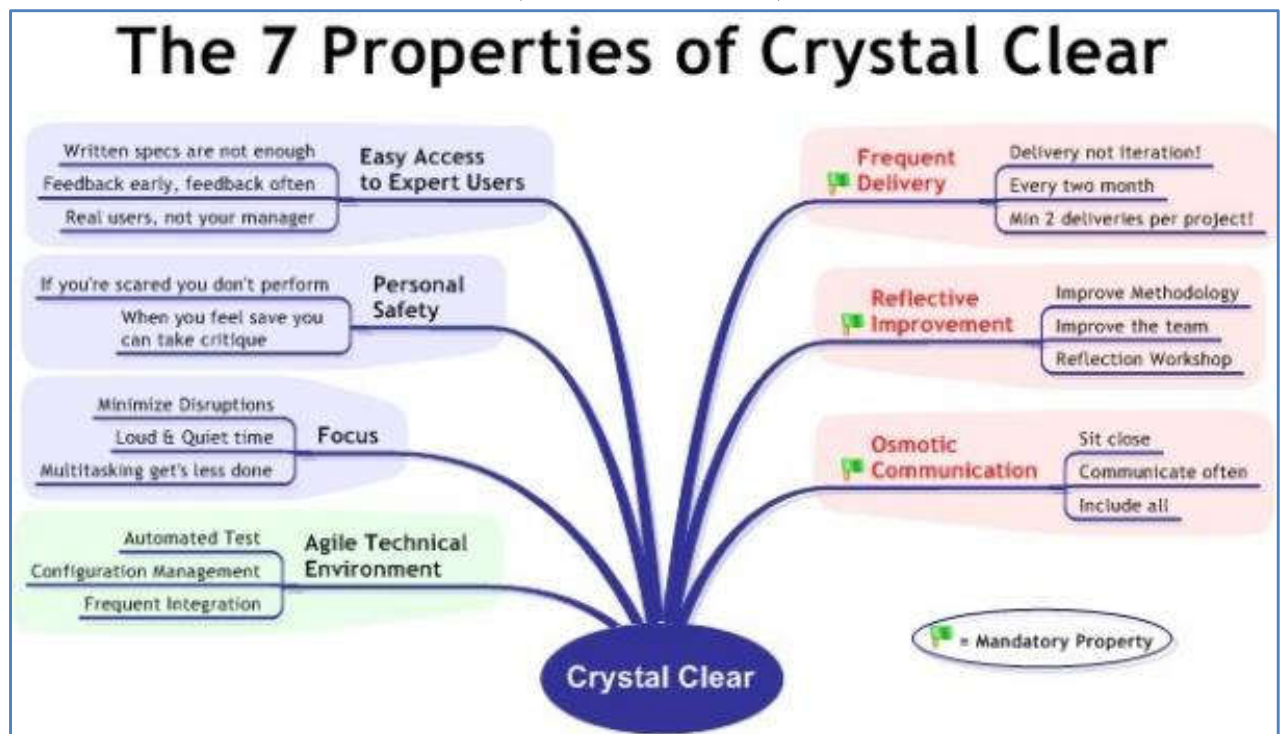 The 7 Properties of Crystal Clear
Written specs are not enough
Feedback early, feedback often
Real users, not your manager
Easy Access
to Expert Users
If you're scared you don't perform
When you feel save you
can take critique
Personal
Safety
Minimize Disruptions
Loud & Quiet time
Multitasking get's less done
Focus
Automated Test
Configuration Management
Frequent Integration
Agile Technical
Environment
Frequent
Delivery
Delivery not iteration!
Every two month
Min 2 deliveries per project!
Reflective
Improvement
Improve Methodology
Improve the team
Reflection Workshop
Osmotic
Communication
Sit close
Communicate often
Include all
= Mandatory Property
Crystal Clear